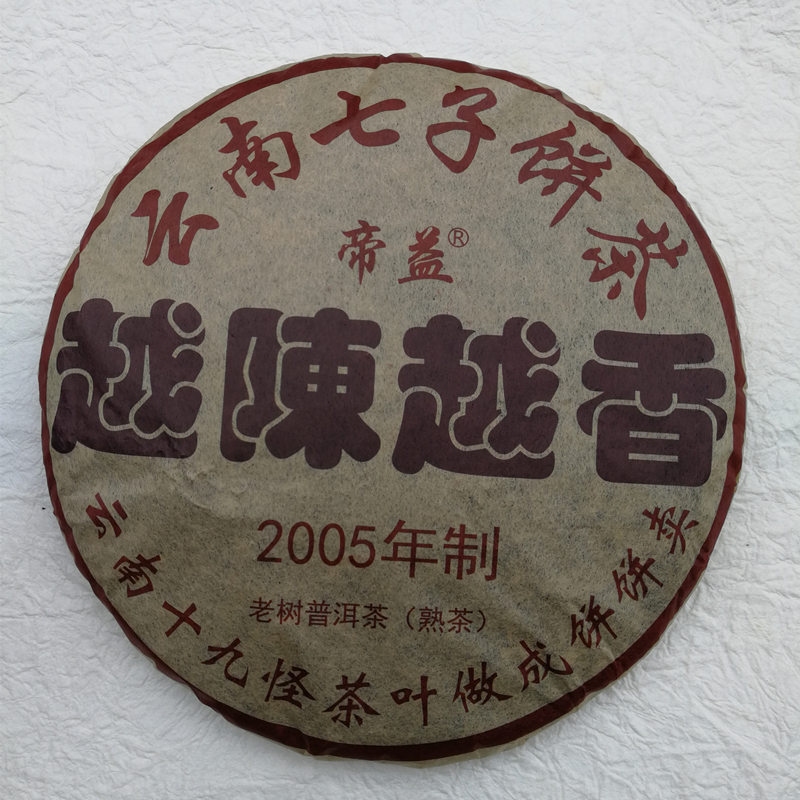 云南七子饼茶
帝益®
越陳越香
2005年制
老树普洱茶（熟茶）
云南十九怪茶叶做成饼饼卖